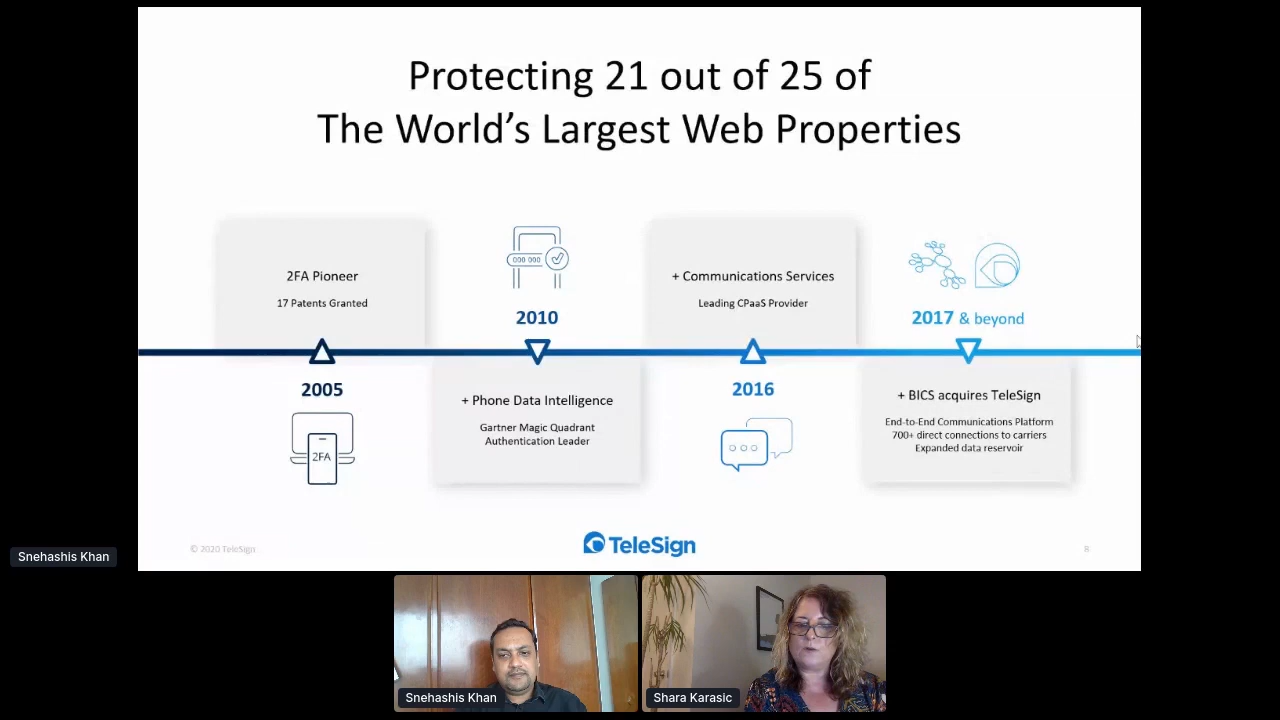 Protecting 21 out of 25 of
The World's Largest Web Properties
2FA Pioneer
17 Patents Granted
2005
2FA
000 000
2010
+ Phone Data Intelligence
Gartner Magic Quadrant
Authentication Leader
+ Communications Services
Leading CPaaS Provider
2016
2017 & beyond
+ BICS acquires TeleSign
End-to-End Communications Platform
700+ direct connections to carriers
Expanded data reservoir
© 2020 TeleSign
TeleSign
8
Snehashis Khan
Snehashis Khan
Shara Karasic